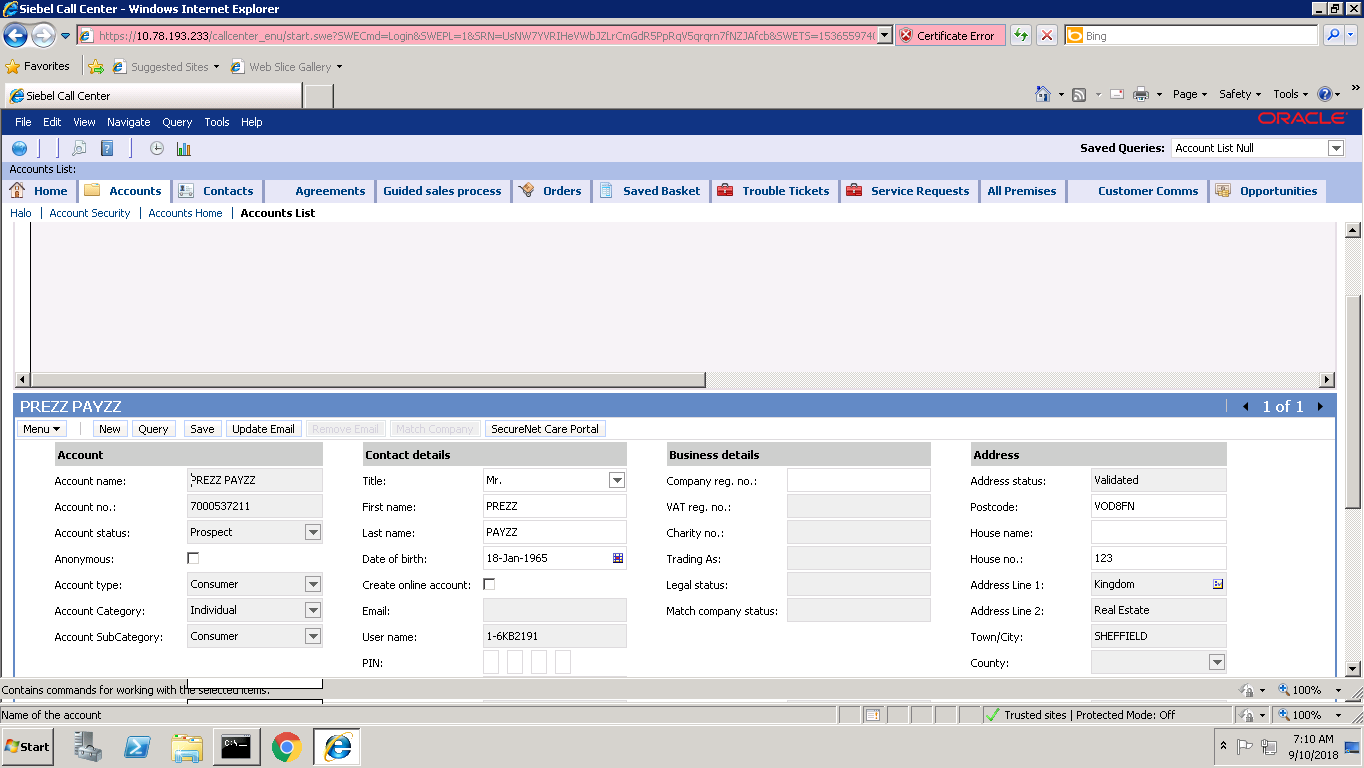 Siebel Call Center - Windows Internet Explorer
https://10.78.193.233/callcenter_enu/start.swe?SWECmd=Login&SWEPL=1&SRN=UsNW7YVRIHeVWbJZLrCmGdR5PpRqV5qrqrn7fNZJAfcb&SWETS=153655974 Certificate Error Bing
Favorites Suggested Sites Web Slice Gallery
Siebel Call Center Page Safety Tools
File Edit View Navigate Query Tools Help ORACLE
Saved Queries: Account List Null
Accounts List:
Home Accounts Contacts Agreements Guided sales process Orders Saved Basket Trouble Tickets Service Requests All Premises Customer Comms Opportunities
Halo | Account Security | Accounts Home | Accounts List
PREZZ PAYZZ 1 of 1
Menu New Query Save Update Email Remove Email Match Company SecureNet Care Portal
Account Contact details Business details Address
Account name: PREZZ PAYZZ Title: Mr. Company reg. no.: Address status: Validated
Account no.: 7000537211 First name: PREZZ VAT reg. no.: Postcode: VOD8FN
Account status: Prospect Last name: PAYZZ Charity no.: House name:
Anonymous: Date of birth: 18-Jan-1965 Trading As: House no.: 123
Account type: Consumer Create online account: Legal status: Address Line 1: Kingdom
Account Category: Individual Email: Match company status: Address Line 2: Real Estate
Account SubCategory: Consumer User name: 1-6KB2191 Town/City: SHEFFIELD
PIN: County:
Contains commands for working with the selected items. 100%
Name of the account Trusted sites | Protected Mode: Off 100%
Start 7:10 AM
9/10/2018